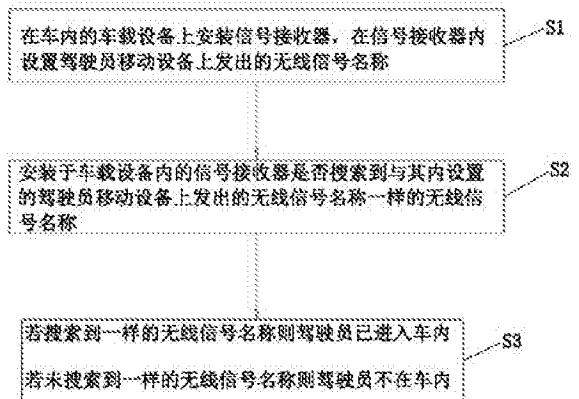 在车内的车载设备上安装信号接收器，在信号接收器内
设置驾驶员移动设备上发出的无线信号名称
S1
安装于车载设备内的信号接收器是否搜索到与其内设置
的驾驶员移动设备上发出的无线信号名称一样的无线信
号名称
S2
若搜索到一样的无线信号名称则驾驶员已进入车内
若未搜索到一样的无线信号名称则驾驶员不在车内
S3